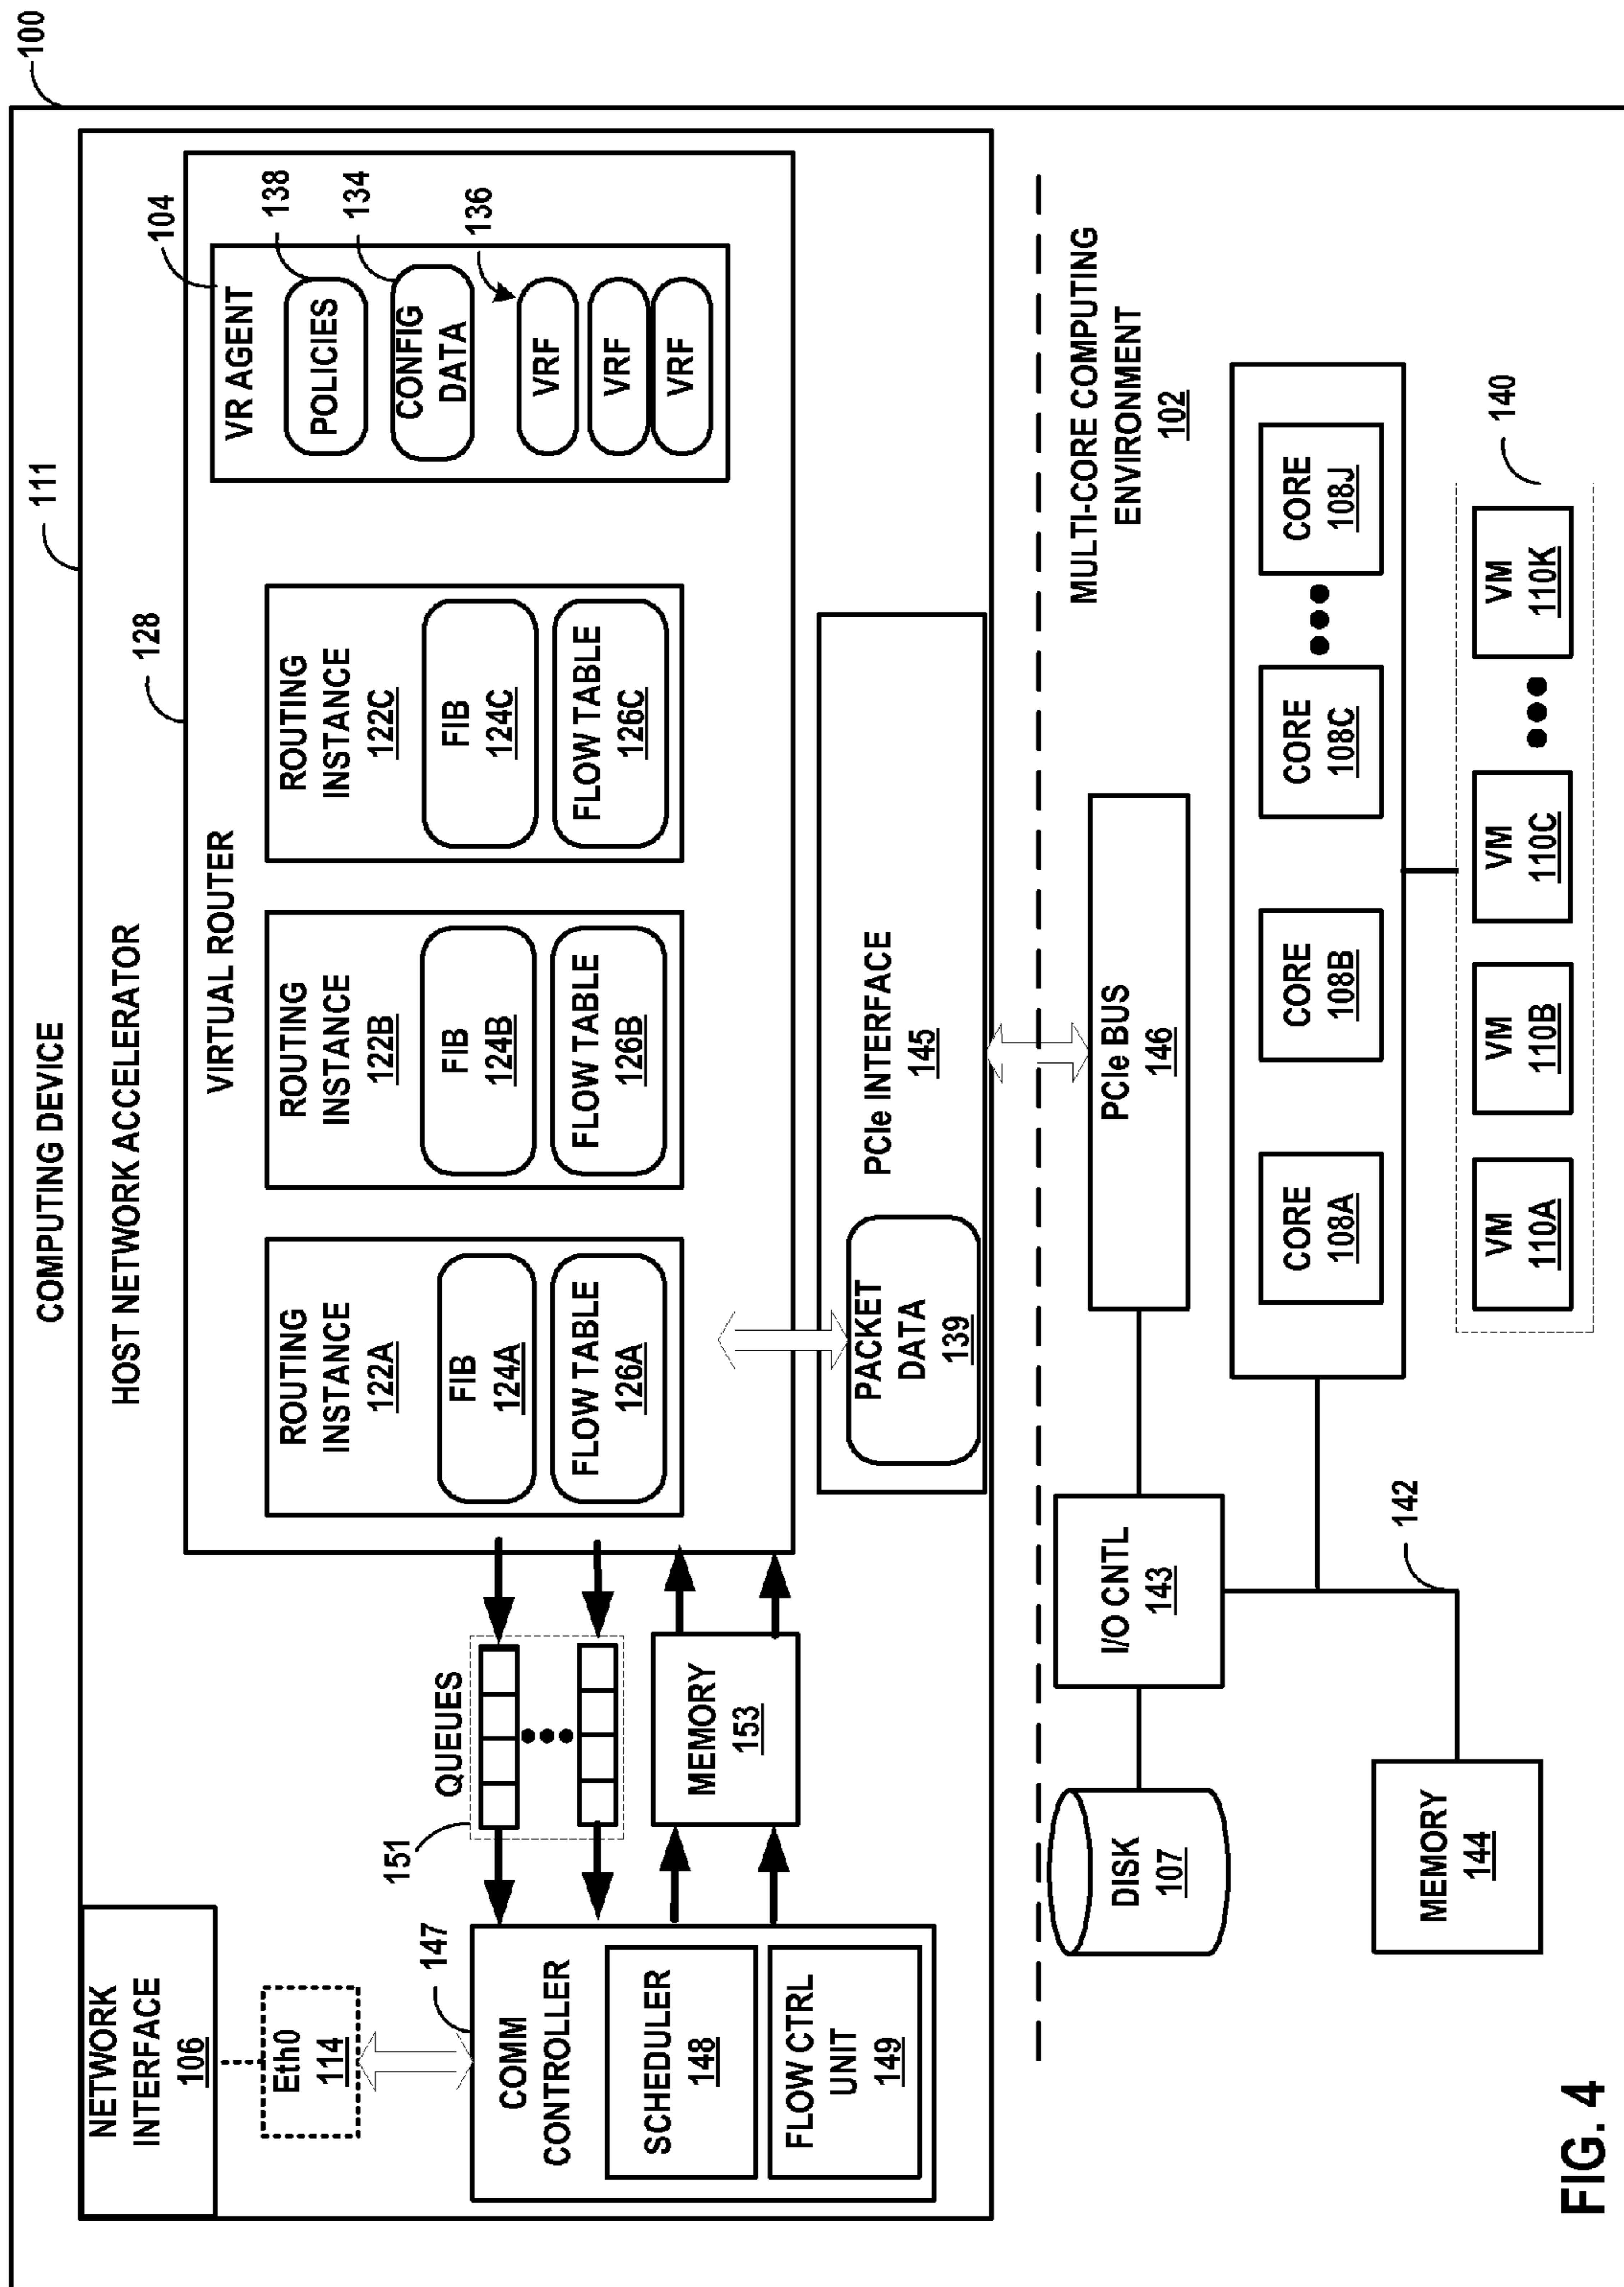 COMPUTING DEVICE
100
HOST NETWORK ACCELERATOR
111
NETWORK
INTERFACE
106
Eth0
114
147
COMM
CONTROLLER
SCHEDULER
148
FLOW CTRL
UNIT
149
QUEUES
151
MEMORY
153
VIRTUAL ROUTER
128
ROUTING
INSTANCE
122A
FIB
124A
FLOW TABLE
126A
ROUTING
INSTANCE
122B
FIB
124B
FLOW TABLE
126B
ROUTING
INSTANCE
122C
FIB
124C
FLOW TABLE
126C
VR AGENT
104
POLICIES
138
CONFIG
DATA
134
136
VRF
VRF
VRF
PACKET
DATA
139
PCIe INTERFACE
145
MULTI-CORE COMPUTING
ENVIRONMENT
102
DISK
107
I/O CNTL
143
PCIe BUS
146
MEMORY
144
142
CORE
108A
CORE
108B
CORE
108C
CORE
108J
VM
110A
VM
110B
VM
110C
VM
110K
140
FIG. 4